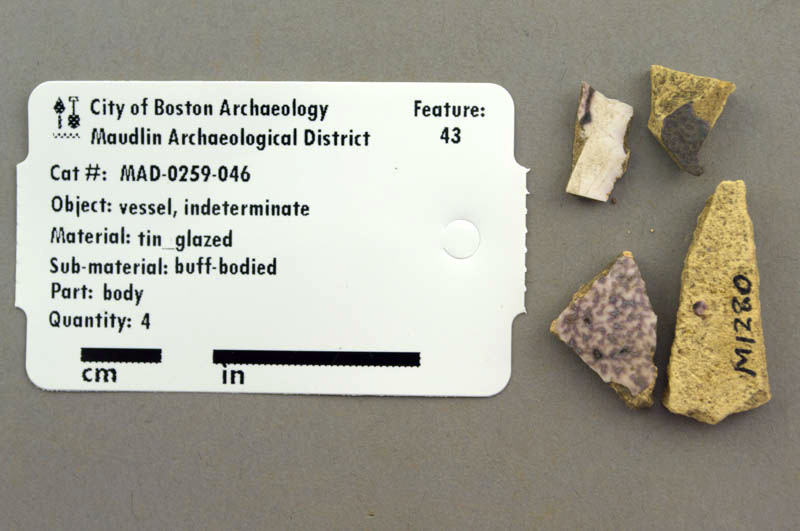 City of Boston Archaeology
Maudlin Archaeological District
Feature:
43
Cat #: MAD-0259-046
Object: vessel, indeterminate
Material: tin_glazed
Sub-material: buff-bodied
Part: body
Quantity: 4
cm in
M1280